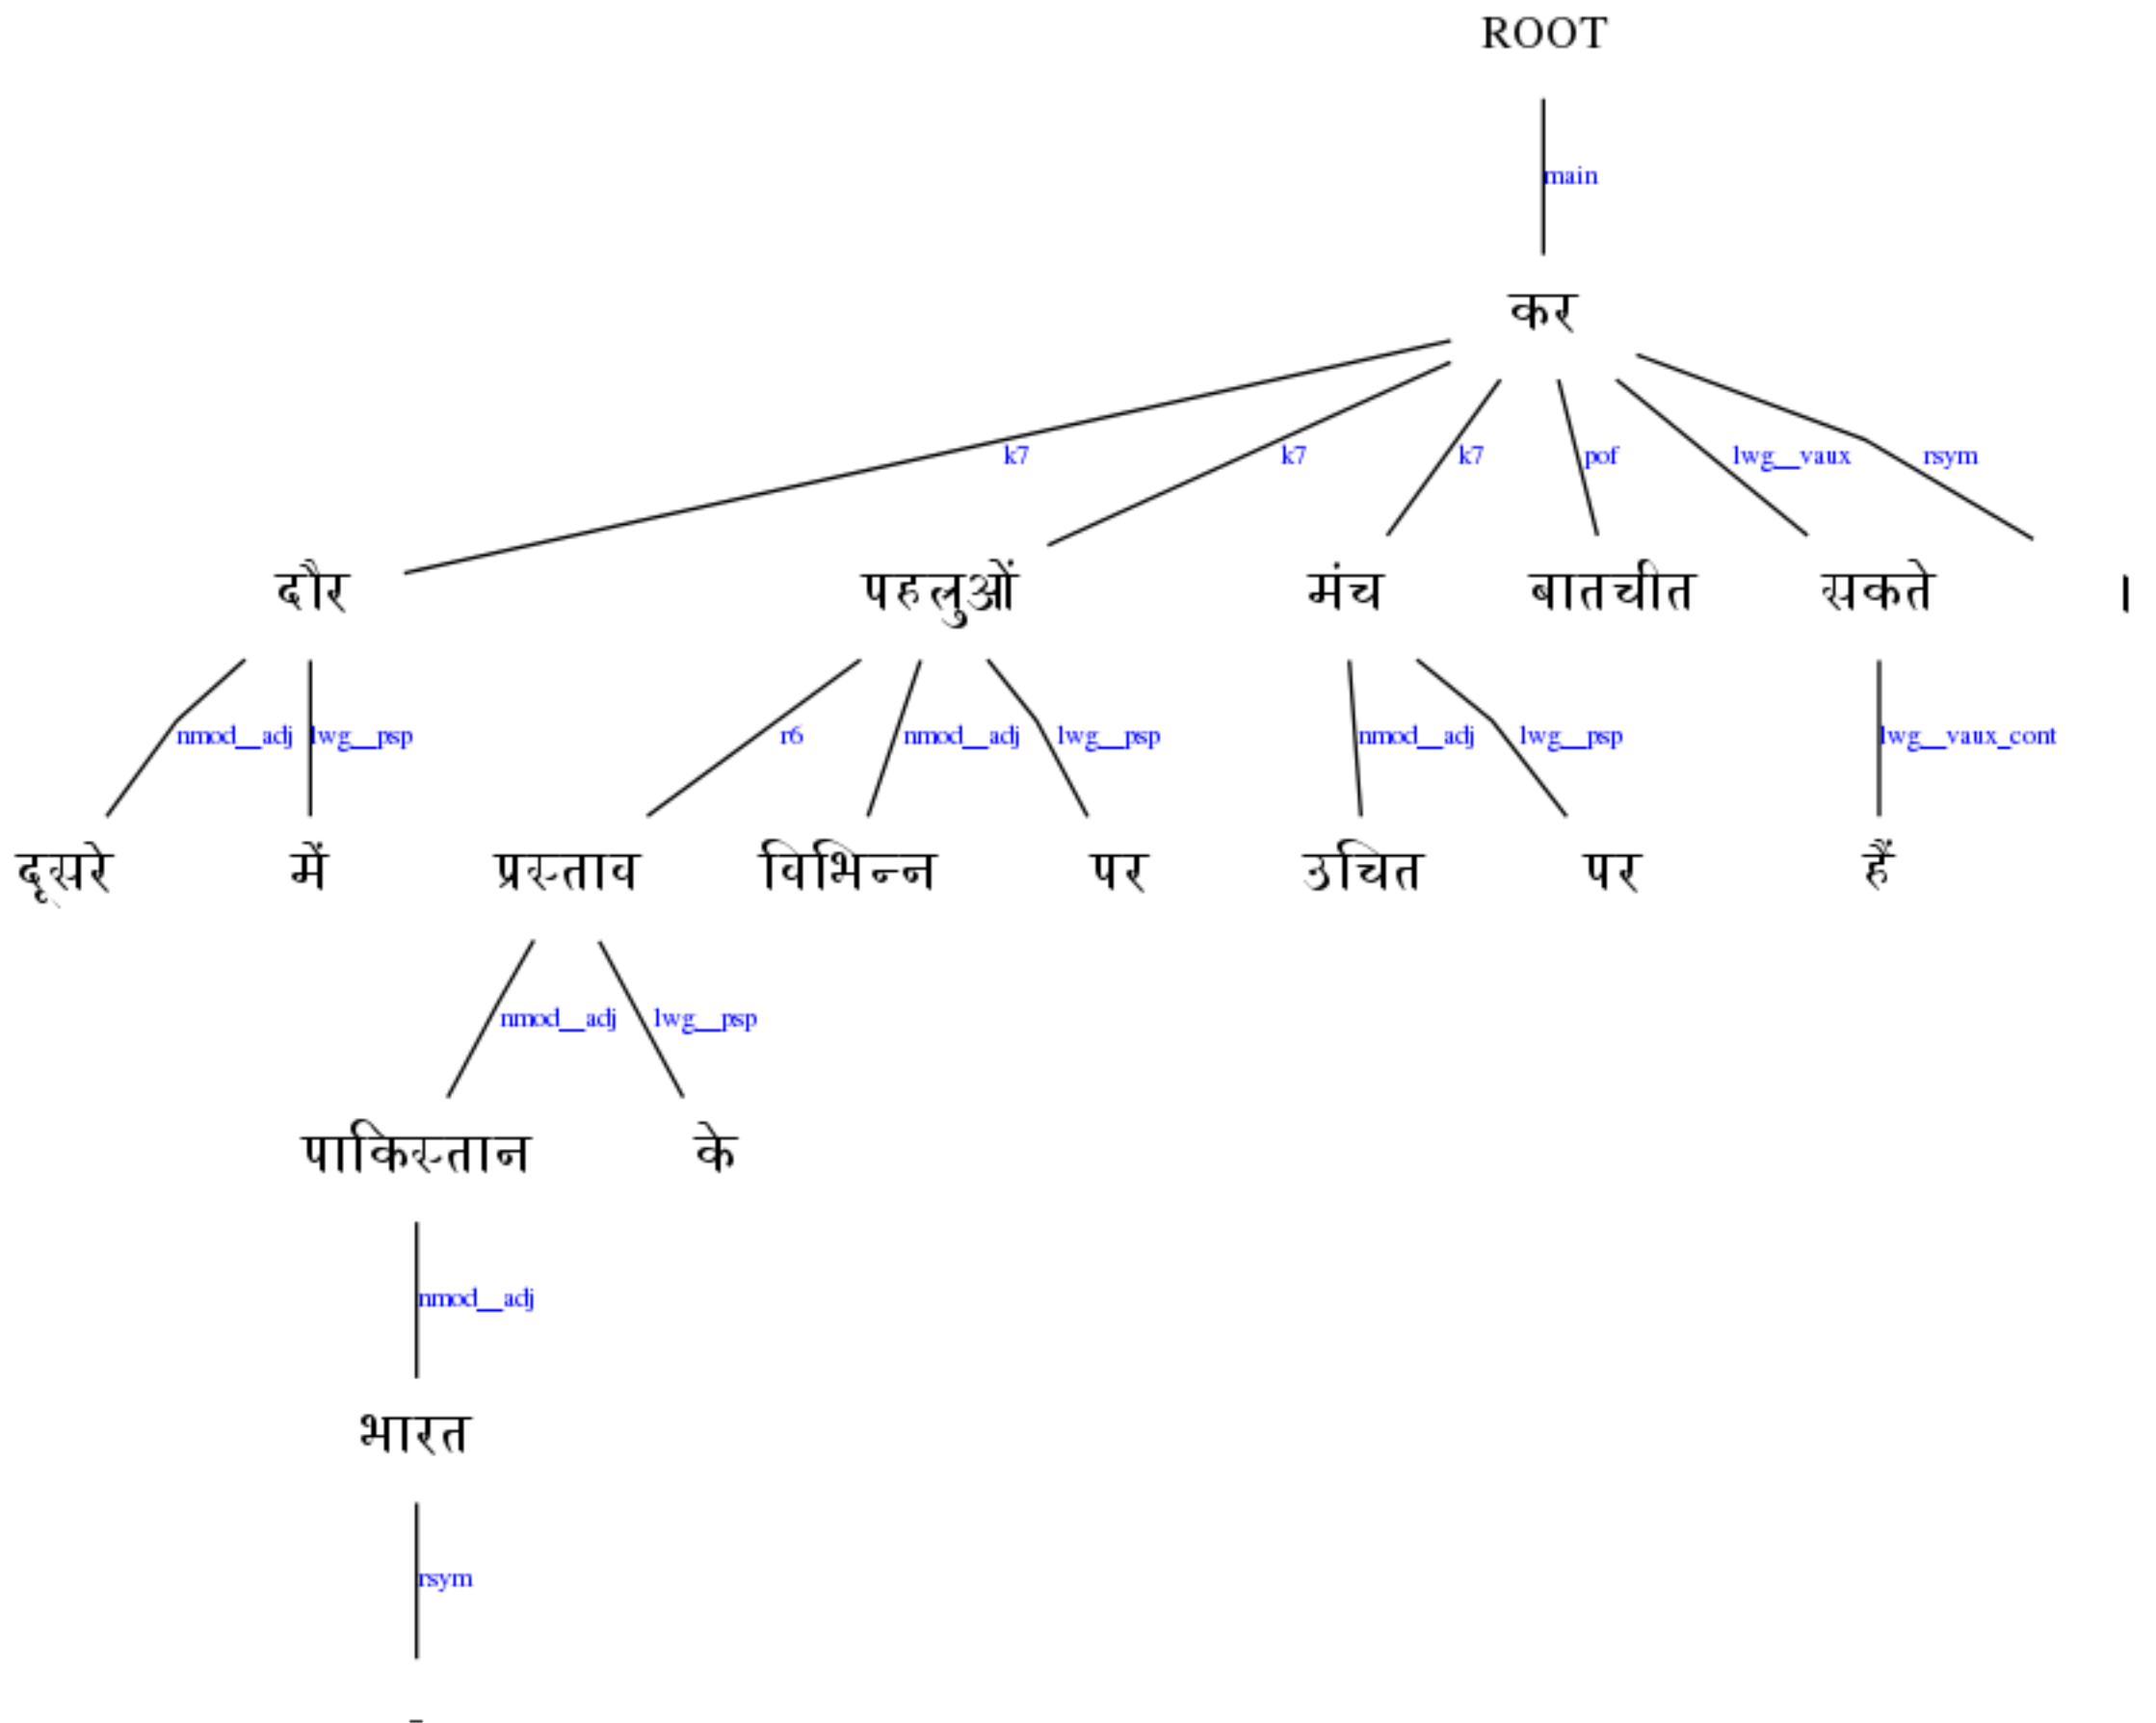 ROOT
main
कर
k7 k7 k7 pof lwg__vaux rsym
दौर पहलुओं मंच बातचीत सकते ।
nmod__adj lwg__psp r6 nmod__adj lwg__psp nmod__adj lwg__psp lwg__vaux_cont
दूसरे में प्रस्ताव विभिन्न पर उचित पर हैं
nmod__adj lwg__psp
पाकिस्तान के
nmod__adj
भारत
rsym
-